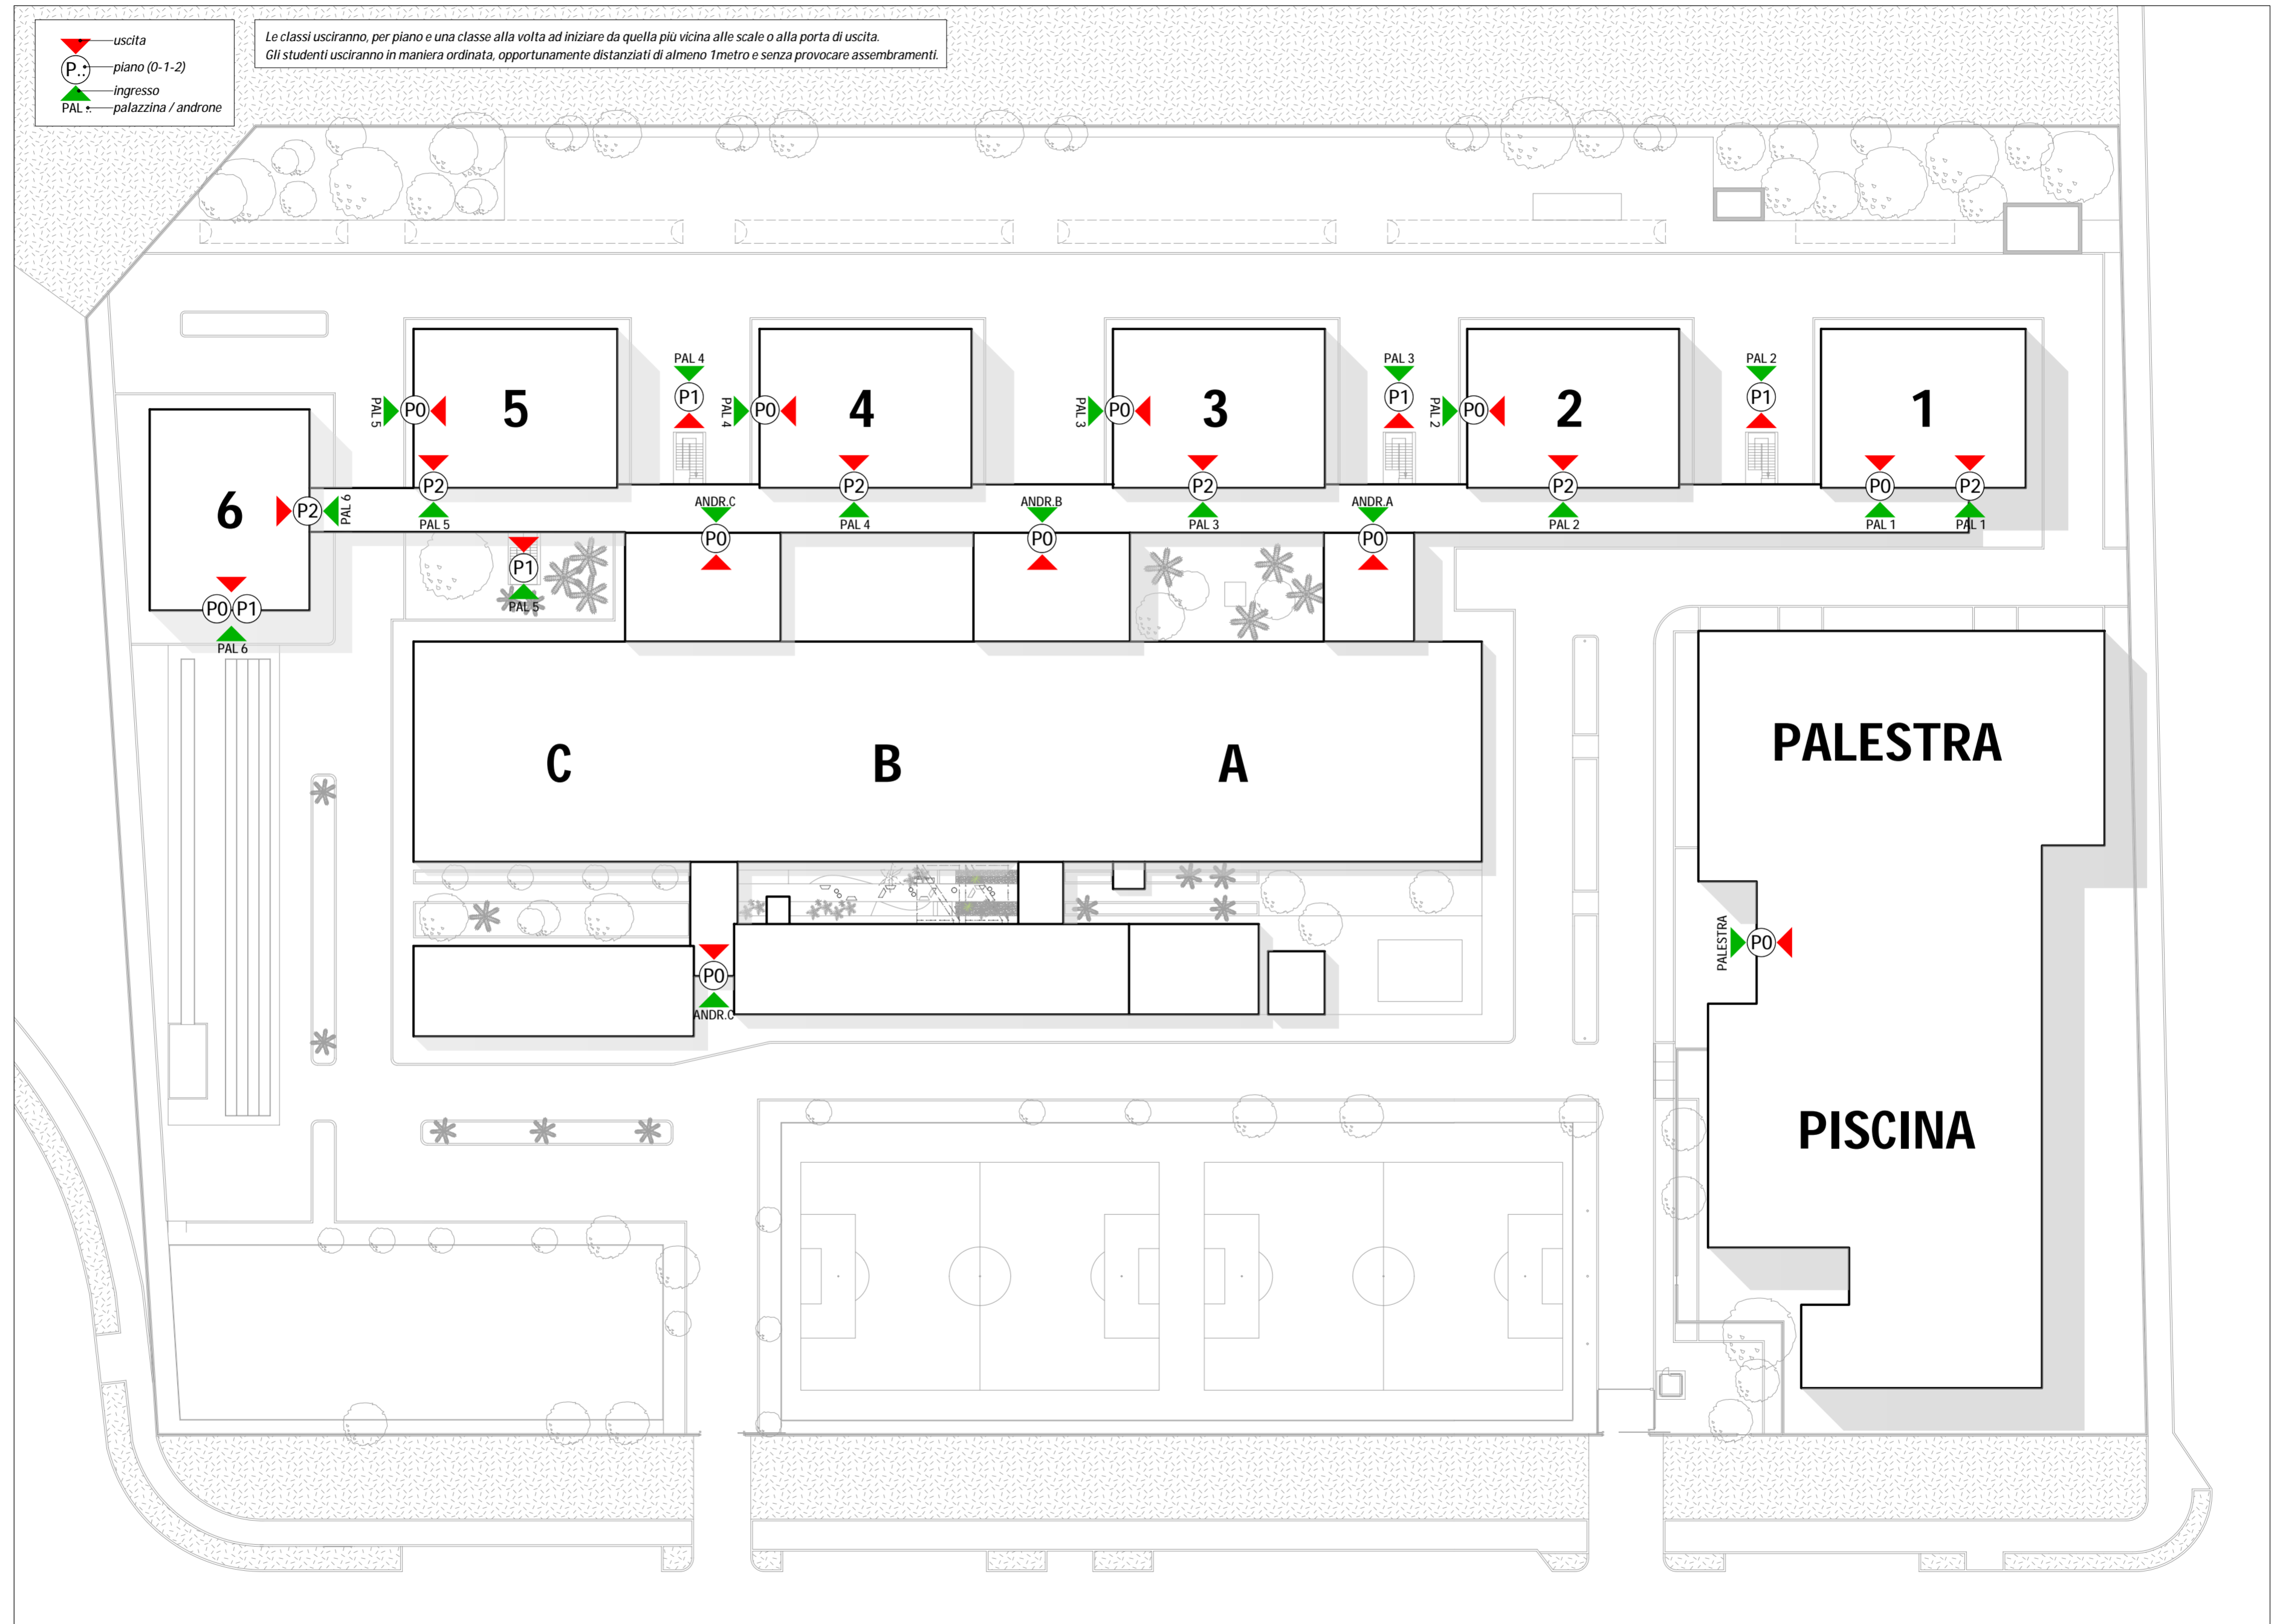 uscita
P..
piano (0-1-2)
ingresso
PAL ..
palazzina / androne
Le classi usciranno, per piano e una classe alla volta ad iniziare da quella più vicina alle scale o alla porta di uscita.
Gli studenti usciranno in maniera ordinata, opportunamente distanziati di almeno 1metro e senza provocare assembramenti.
PAL 4
PAL 3
PAL 2
P1
P1
P1
PAL 5
P0
5
PAL 4
P0
4
PAL 3
P0
3
PAL 2
P0
2
1
6
P2
PAL 6
P2
PAL 5
P2
PAL 4
P2
PAL 3
P2
PAL 2
P0
PAL 1
P2
PAL 1
ANDR.C
P0
ANDR.B
P0
ANDR.A
P0
P1
PAL 5
P0
P1
PAL 6
C
B
A
PALESTRA
PALESTRA
P0
P0
ANDR.C
PISCINA